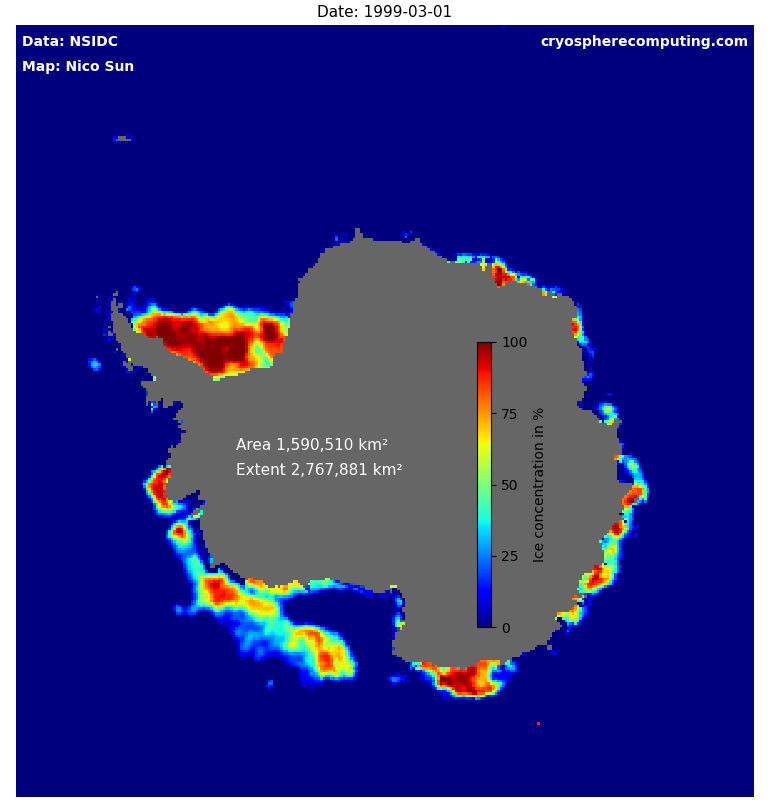 Date: 1999-03-01
Data: NSIDC
cryospherecomputing.com
Map: Nico Sun
100
75
50
25
0
Ice concentration in %
Area 1,590,510 km²
Extent 2,767,881 km²